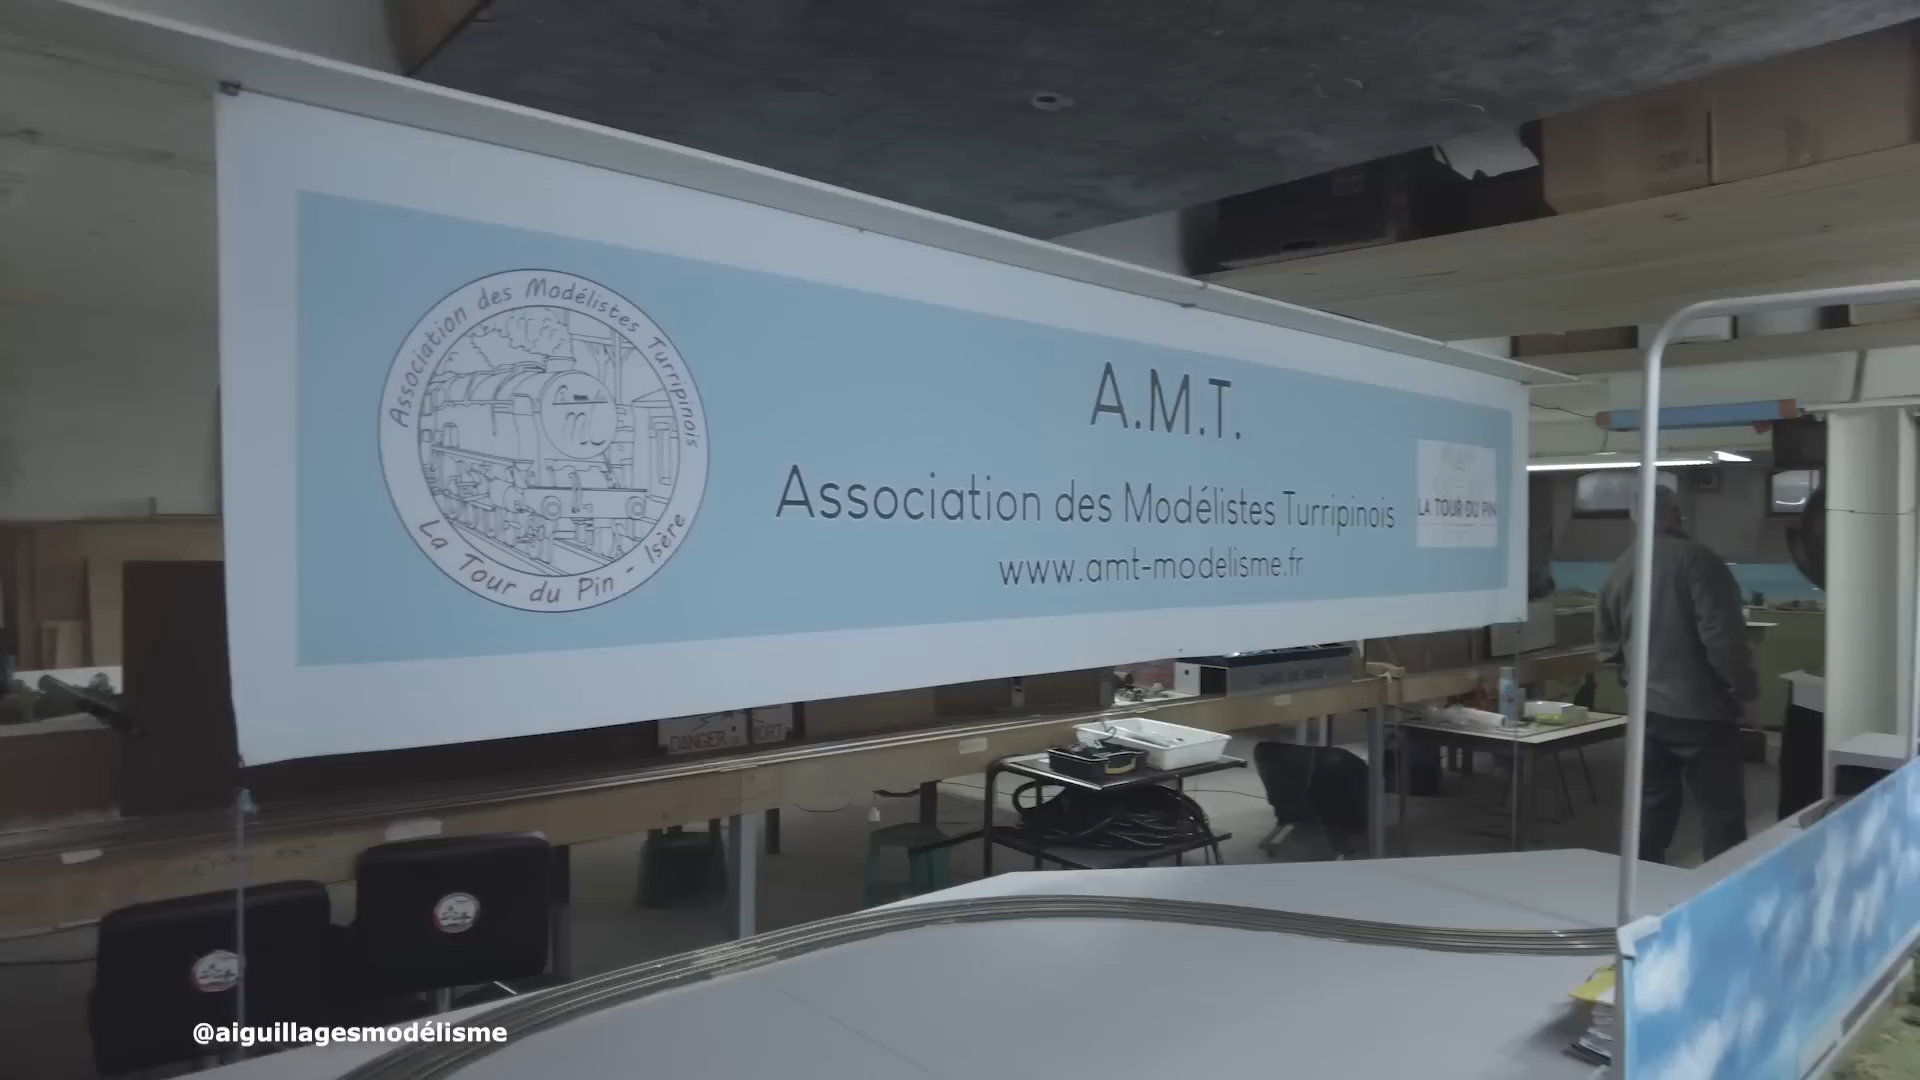 Association des Modélistes Turripinois
La Tour du Pin - Isère
A.M.T.
Association des Modélistes Turripinois
www.amt-modelisme.fr
LA TOUR DU PIN
DANGER
MORT
@aiguillagesmodélisme